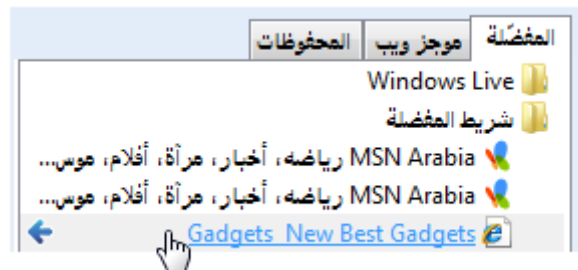 المفضّلة موجز ويب المحفوظات
Windows Live
شريط المفضلة
MSN Arabia رياضه، أخبار، مرآة، أفلام، موس...
MSN Arabia رياضه، أخبار، مرآة، أفلام، موس...
Gadgets New Best Gadgets